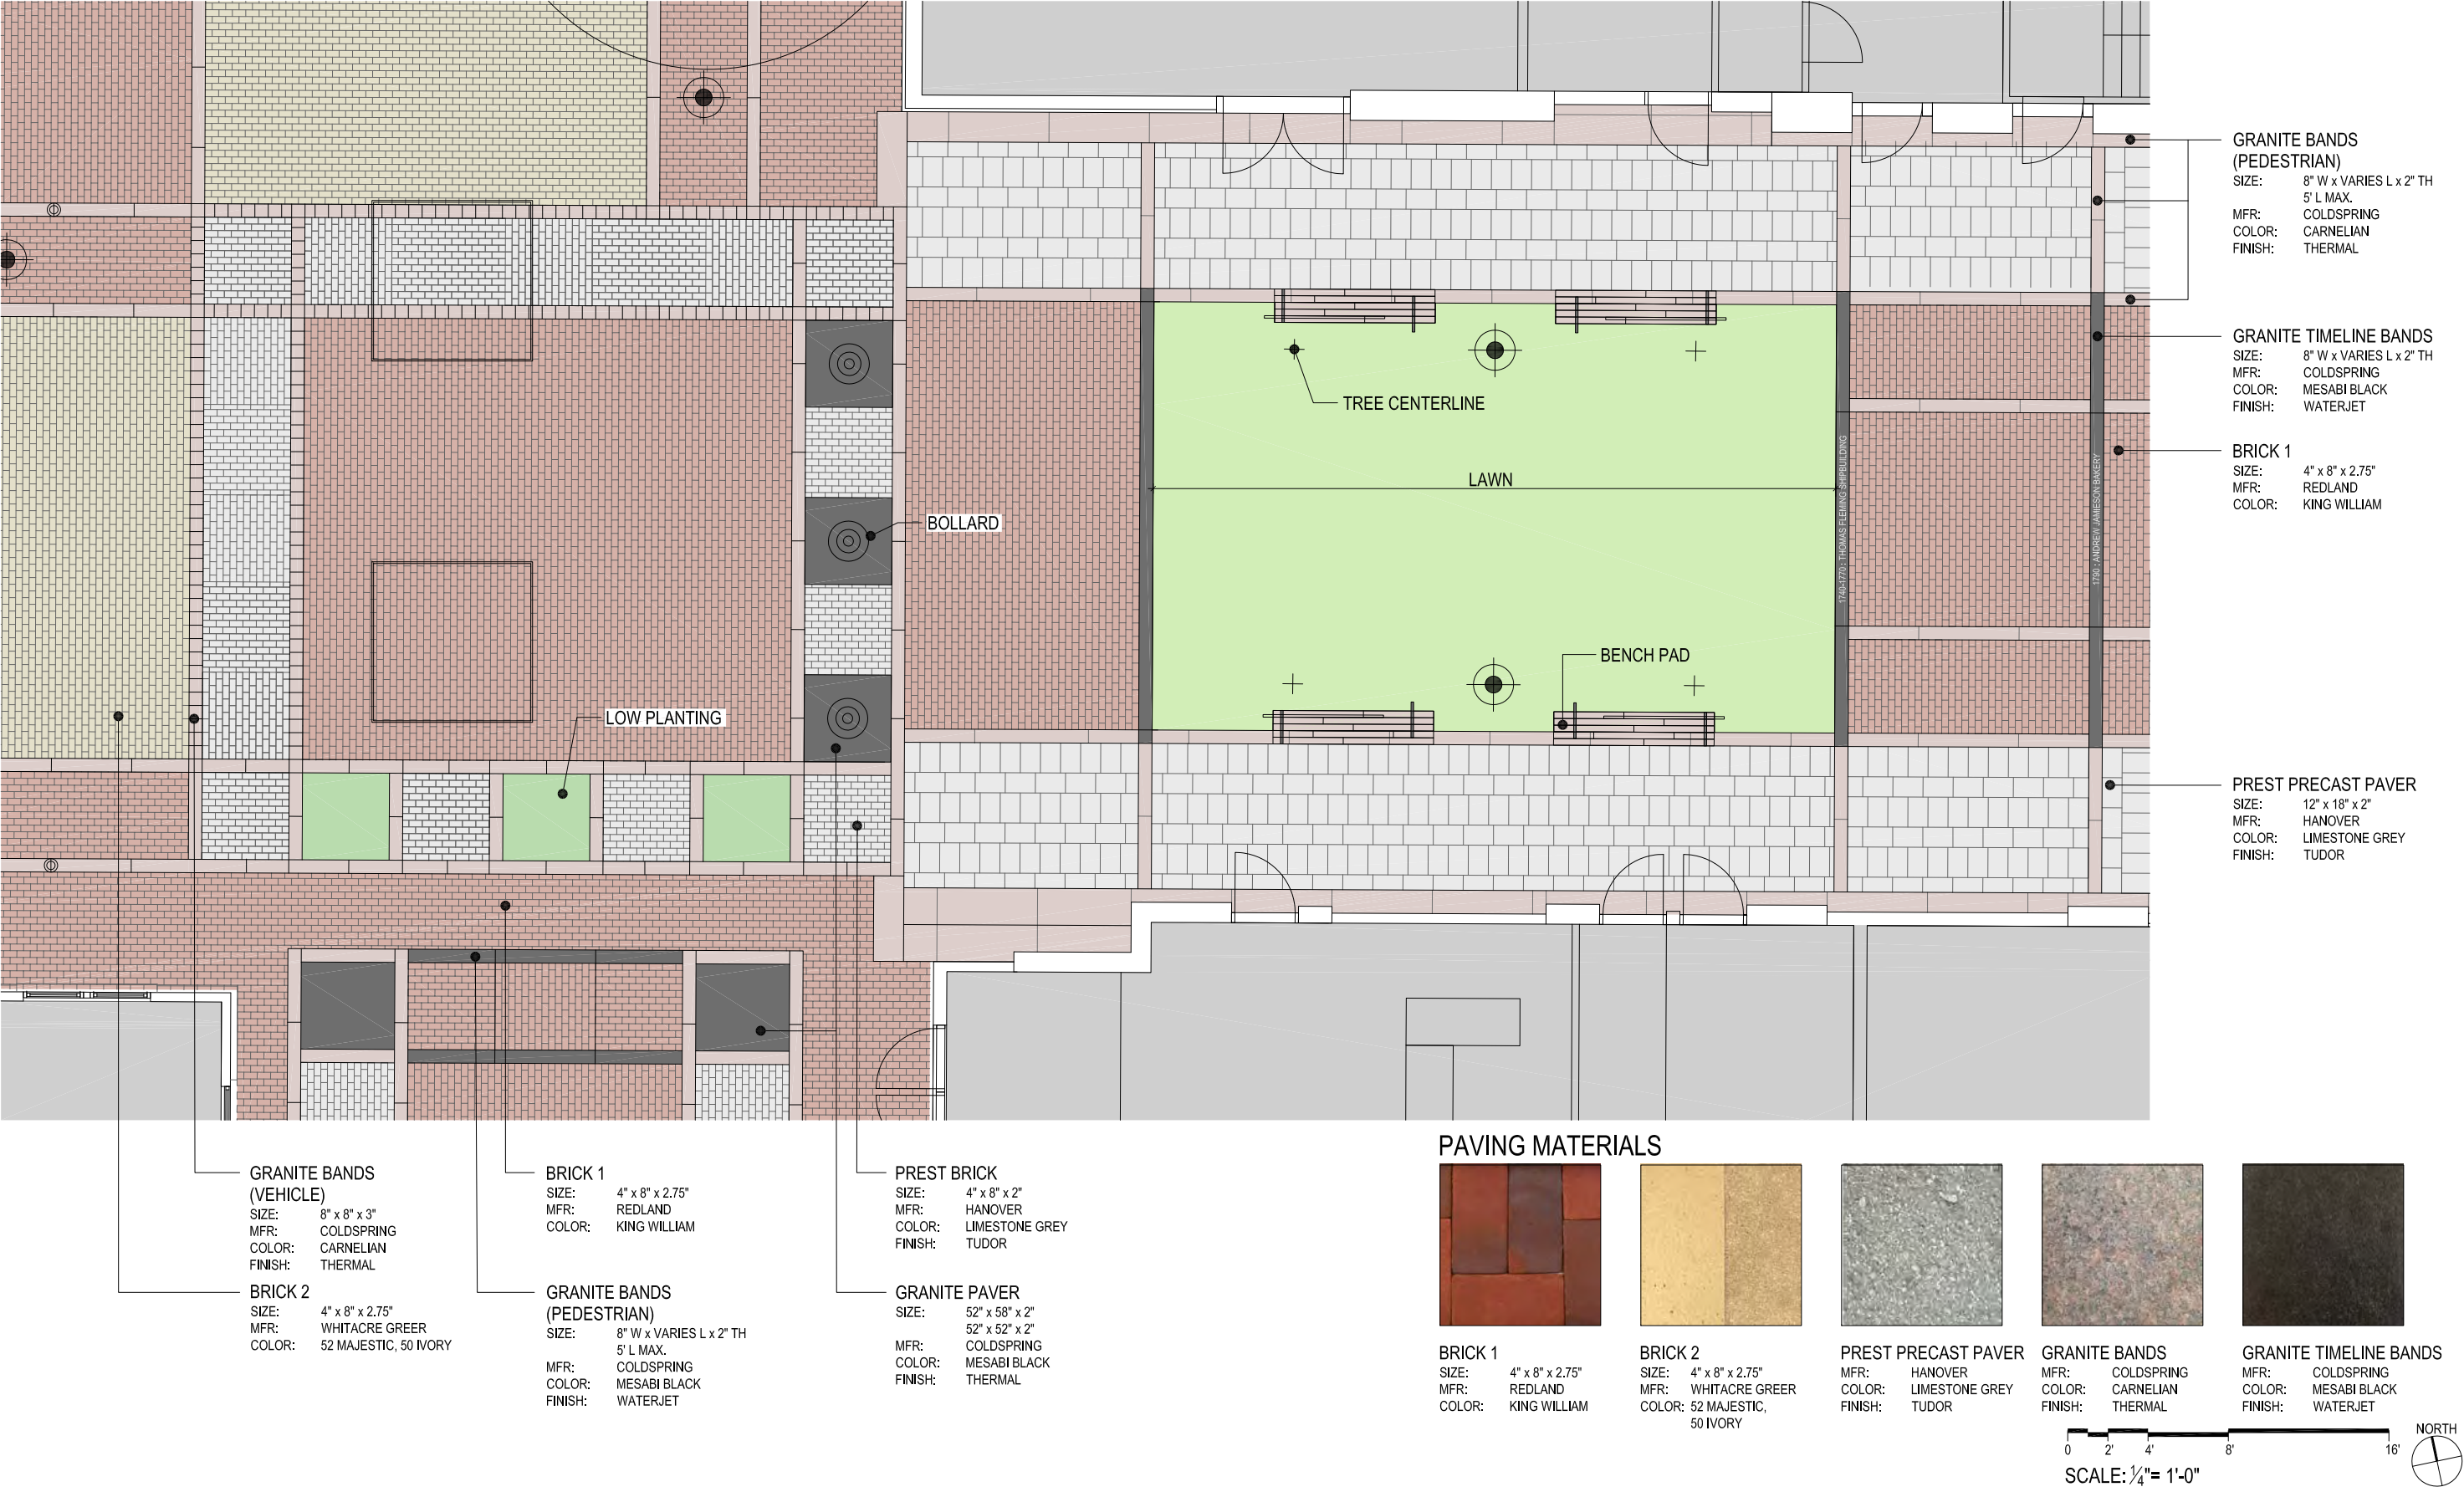 GRANITE BANDS
(PEDESTRIAN)
SIZE: 8" W x VARIES L x 2" TH
5' L MAX.
MFR: COLDSPRING
COLOR: CARNELIAN
FINISH: THERMAL
GRANITE TIMELINE BANDS
SIZE: 8" W x VARIES L x 2" TH
MFR: COLDSPRING
COLOR: MESABI BLACK
FINISH: WATERJET
BRICK 1
SIZE: 4" x 8" x 2.75"
MFR: REDLAND
COLOR: KING WILLIAM
PREST PRECAST PAVER
SIZE: 12" x 18" x 2"
MFR: HANOVER
COLOR: LIMESTONE GREY
FINISH: TUDOR
TREE CENTERLINE
LAWN
BOLLARD
BENCH PAD
LOW PLANTING
1740-1770 : THOMAS FLEMING SHIPBUILDING
1790 : ANDREW JAMIESON BAKERY
GRANITE BANDS
(VEHICLE)
SIZE: 8" x 8" x 3"
MFR: COLDSPRING
COLOR: CARNELIAN
FINISH: THERMAL
BRICK 2
SIZE: 4" x 8" x 2.75"
MFR: WHITACRE GREER
COLOR: 52 MAJESTIC, 50 IVORY
BRICK 1
SIZE: 4" x 8" x 2.75"
MFR: REDLAND
COLOR: KING WILLIAM
GRANITE BANDS
(PEDESTRIAN)
SIZE: 8" W x VARIES L x 2" TH
5' L MAX.
MFR: COLDSPRING
COLOR: MESABI BLACK
FINISH: WATERJET
PREST BRICK
SIZE: 4" x 8" x 2"
MFR: HANOVER
COLOR: LIMESTONE GREY
FINISH: TUDOR
GRANITE PAVER
SIZE: 52" x 58" x 2"
52" x 52" x 2"
MFR: COLDSPRING
COLOR: MESABI BLACK
FINISH: THERMAL
PAVING MATERIALS
BRICK 1
SIZE: 4" x 8" x 2.75"
MFR: REDLAND
COLOR: KING WILLIAM
BRICK 2
SIZE: 4" x 8" x 2.75"
MFR: WHITACRE GREER
COLOR: 52 MAJESTIC,
50 IVORY
PREST PRECAST PAVER
MFR: HANOVER
COLOR: LIMESTONE GREY
FINISH: TUDOR
GRANITE BANDS
MFR: COLDSPRING
COLOR: CARNELIAN
FINISH: THERMAL
GRANITE TIMELINE BANDS
MFR: COLDSPRING
COLOR: MESABI BLACK
FINISH: WATERJET
0 2' 4' 8' 16'
SCALE: 1/4"= 1'-0"
NORTH